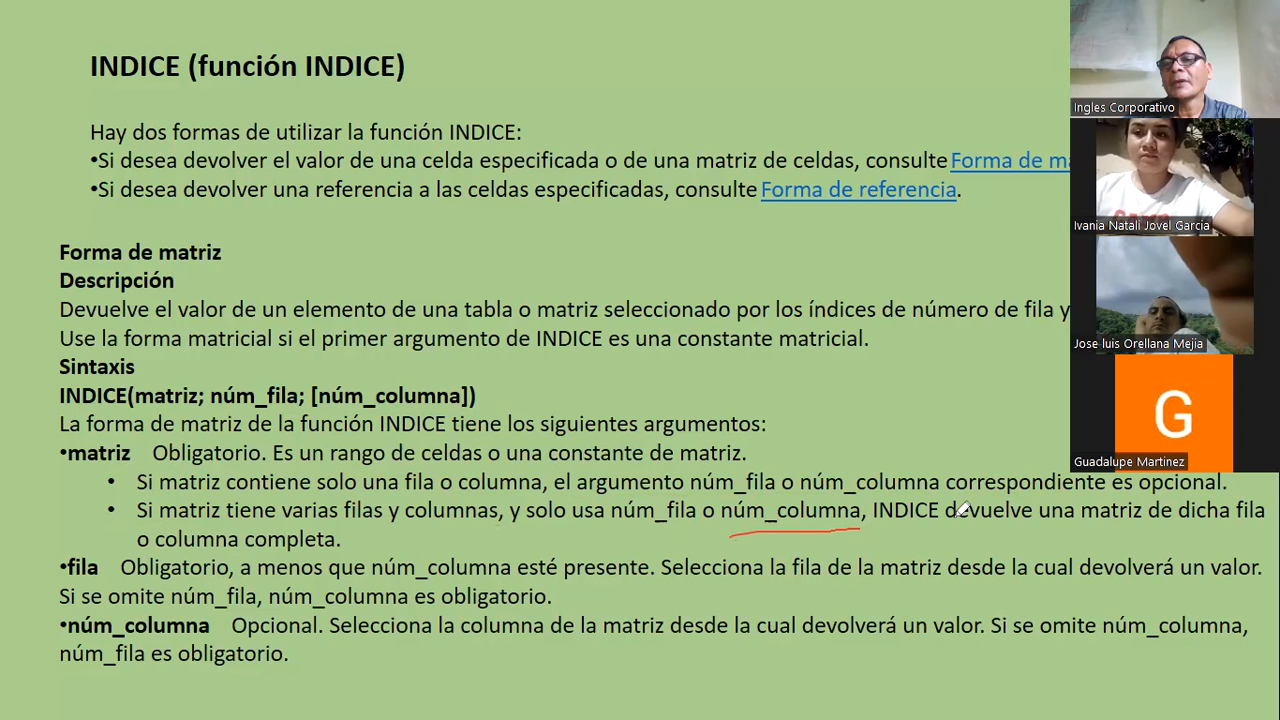 INDICE (función INDICE)
Hay dos formas de utilizar la función INDICE:
•Si desea devolver el valor de una celda especificada o de una matriz de celdas, consulte Forma de ma
•Si desea devolver una referencia a las celdas especificadas, consulte Forma de referencia.
Forma de matriz
Descripción
Devuelve el valor de un elemento de una tabla o matriz seleccionado por los índices de número de fila y
Use la forma matricial si el primer argumento de INDICE es una constante matricial.
Sintaxis
INDICE(matriz; núm_fila; [núm_columna])
La forma de matriz de la función INDICE tiene los siguientes argumentos:
•matriz Obligatorio. Es un rango de celdas o una constante de matriz.
• Si matriz contiene solo una fila o columna, el argumento núm_fila o núm_columna correspondiente es opcional.
• Si matriz tiene varias filas y columnas, y solo usa núm_fila o núm_columna, INDICE devuelve una matriz de dicha fila
o columna completa.
•fila Obligatorio, a menos que núm_columna esté presente. Selecciona la fila de la matriz desde la cual devolverá un valor.
Si se omite núm_fila, núm_columna es obligatorio.
•núm_columna Opcional. Selecciona la columna de la matriz desde la cual devolverá un valor. Si se omite núm_columna,
núm_fila es obligatorio.
Ingles Corporativo
Ivania Natali Jovel Garcia
Jose luis Orellana Mejia
G
Guadalupe Martinez